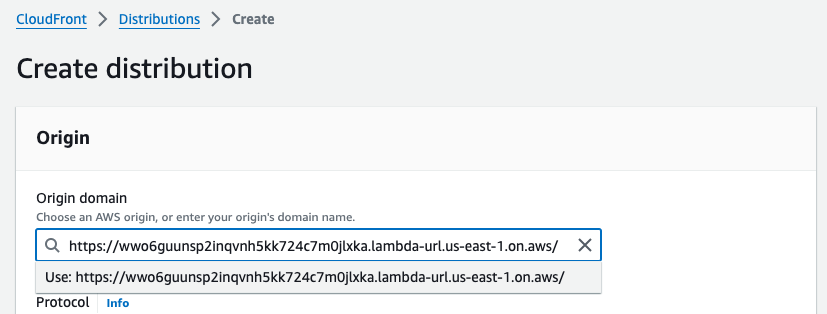 CloudFront > Distributions > Create
Create distribution
Origin
Origin domain
Choose an AWS origin, or enter your origin's domain name.
https://wwo6guunsp2inqvnh5kk724c7m0jlxka.lambda-url.us-east-1.on.aws/
Use: https://wwo6guunsp2inqvnh5kk724c7m0jlxka.lambda-url.us-east-1.on.aws/
Protocol Info